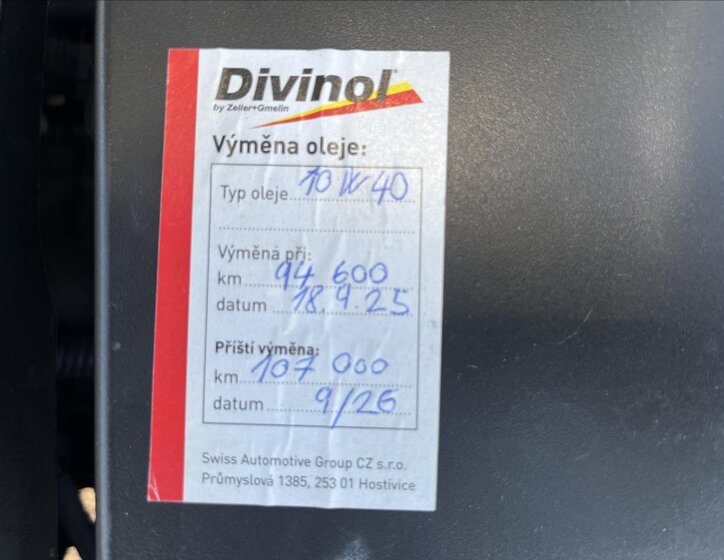 Divinol
by Zeller+Gmelin
Výměna oleje:
Typ oleje 10W40
Výměna při:
km 94 600
datum 18.9.25
Příští výměna:
km 107 000
datum 9/26
Swiss Automotive Group CZ s.r.o.
Průmyslová 1385, 253 01 Hostivice